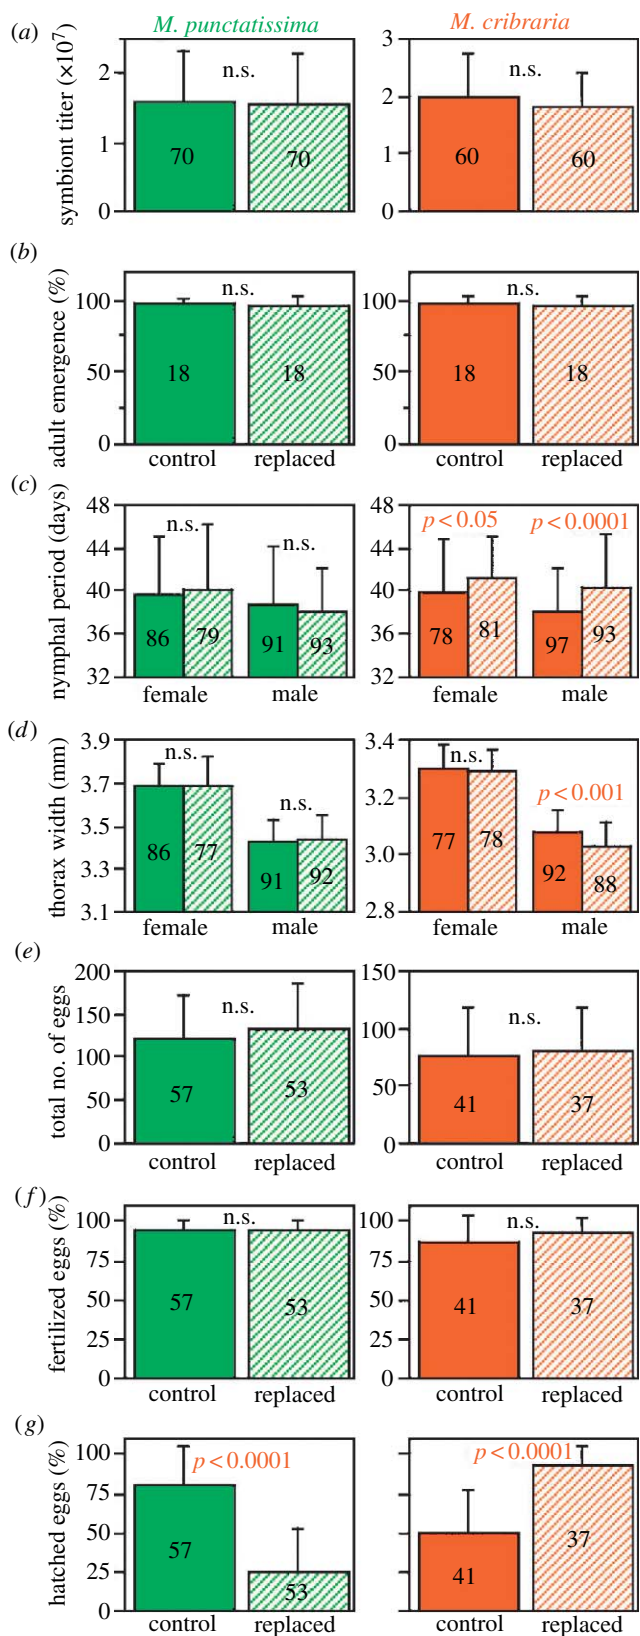 M. punctatissima M. cribraria
(a)
symbiont titer (×10⁷)
2
1
0
n.s.
70 70
3
2
1
0
n.s.
60 60
(b)
adult emergence (%)
100
50
0
n.s.
18 18
control replaced
100
50
0
n.s.
18 18
control replaced
(c)
nymphal period (days)
48
44
40
36
32
n.s. n.s.
86 79 91 93
female male
48
44
40
36
32
p < 0.05 p < 0.0001
78 81 97 93
female male
(d)
thorax width (mm)
3.9
3.7
3.5
3.3
3.1
n.s. n.s.
86 77 91 92
female male
3.4
3.2
3.0
2.8
n.s. p < 0.001
77 78 92 88
female male
(e)
total no. of eggs
200
150
100
50
0
n.s.
57 53
control replaced
150
100
50
0
n.s.
41 37
control replaced
(f)
fertilized eggs (%)
100
75
50
25
0
n.s.
57 53
control replaced
100
75
50
25
0
n.s.
41 37
control replaced
(g)
hatched eggs (%)
100
75
50
25
0
p < 0.0001
57 53
control replaced
100
75
50
25
0
p < 0.0001
41 37
control replaced